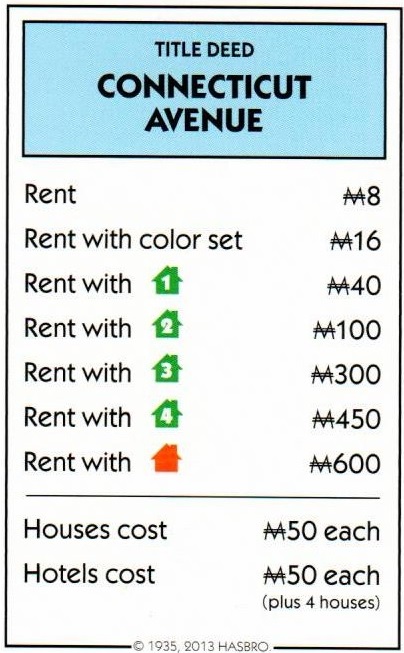 TITLE DEED
CONNECTICUT
AVENUE
Rent ₩8
Rent with color set ₩16
Rent with 1 ₩40
Rent with 2 ₩100
Rent with 3 ₩300
Rent with 4 ₩450
Rent with ₩600
Houses cost ₩50 each
Hotels cost ₩50 each
(plus 4 houses)
© 1935, 2013 HASBRO.